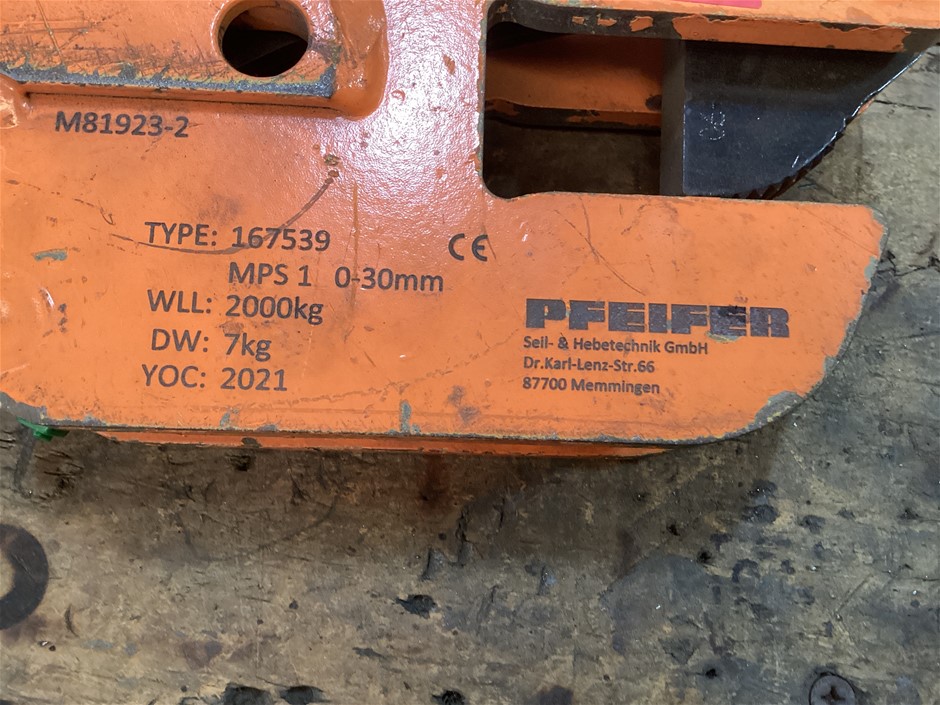 M81923-2
TYPE: 167539
MPS 1 0-30mm
WLL: 2000kg
DW: 7kg
YOC: 2021
CE
PFEIFER
Seil- & Hebetechnik GmbH
Dr.Karl-Lenz-Str.66
87700 Memmingen